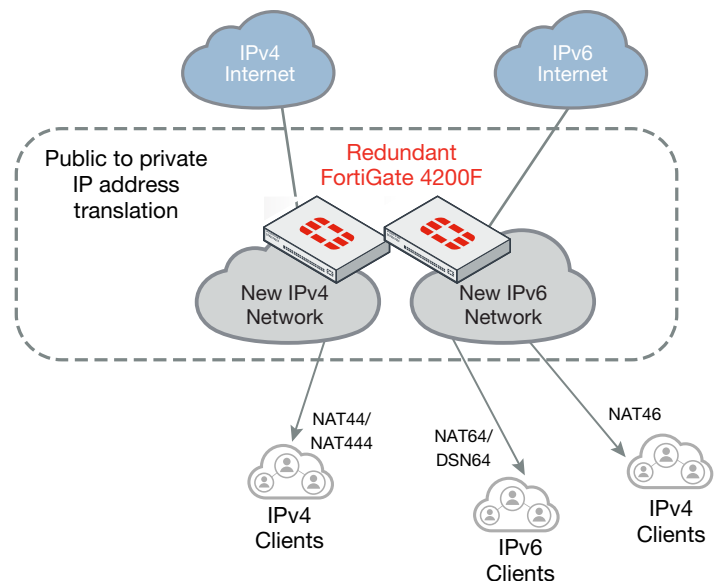 IPv4
Internet
IPv6
Internet
Public to private
IP address
translation
Redundant
FortiGate 4200F
New IPv4
Network
New IPv6
Network
NAT44/
NAT444
NAT64/
DSN64
NAT46
IPv4
Clients
IPv6
Clients
IPv4
Clients